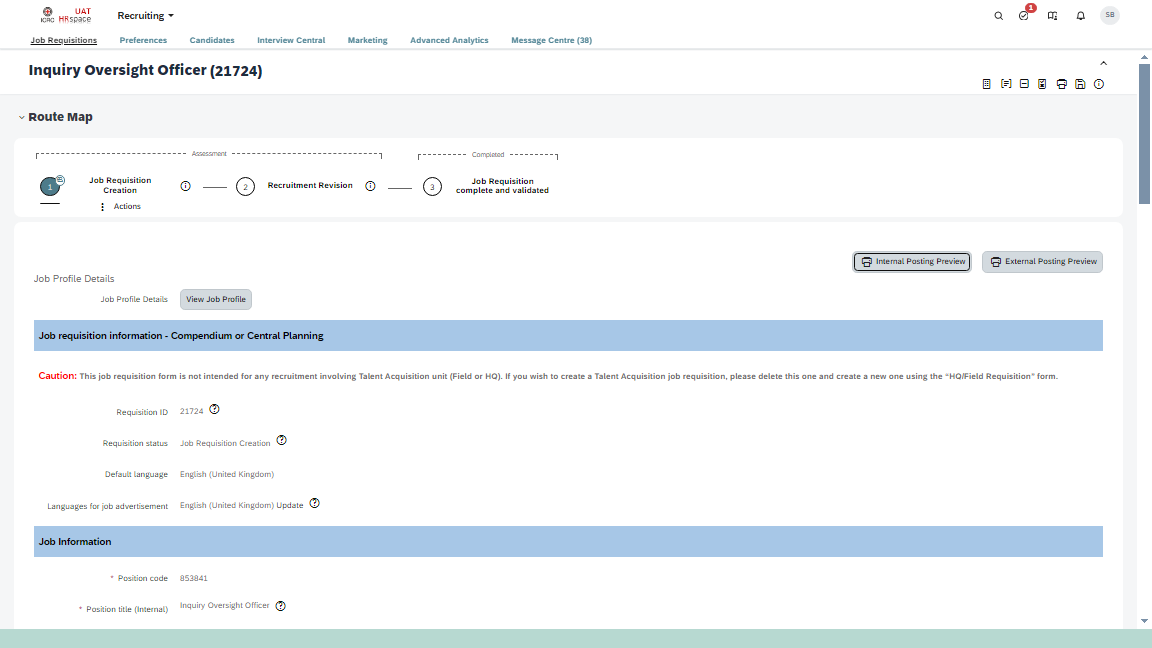 ICRC
UAT
HRspace
Recruiting
1
SB
Job Requisitions
Preferences
Candidates
Interview Central
Marketing
Advanced Analytics
Message Centre (38)
Inquiry Oversight Officer (21724)
Route Map
Assessment
Completed
1
Job Requisition
Creation
2
Recruitment Revision
3
Job Requisition
complete and validated
Actions
Internal Posting Preview
External Posting Preview
Job Profile Details
Job Profile Details
View Job Profile
Job requisition information - Compendium or Central Planning
Caution: This job requisition form is not intended for any recruitment involving Talent Acquisition unit (Field or HQ). If you wish to create a Talent Acquisition job requisition, please delete this one and create a new one using the “HQ/Field Requisition” form.
Requisition ID 21724
Requisition status Job Requisition Creation
Default language English (United Kingdom)
Languages for job advertisement English (United Kingdom) Update
Job Information
* Position code 853841
* Position title (Internal) Inquiry Oversight Officer